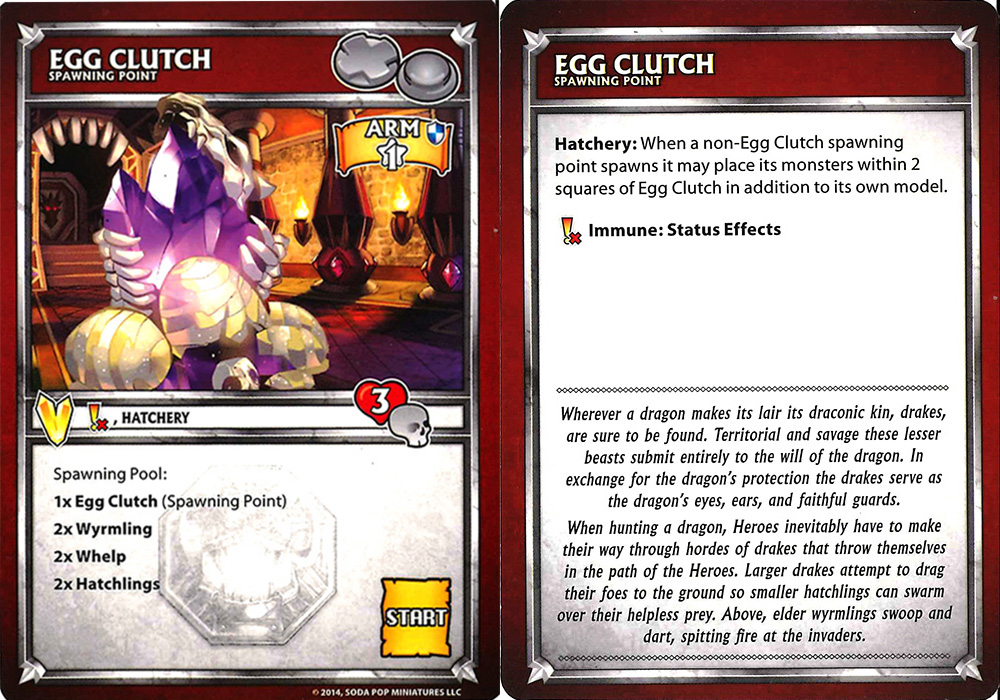 EGG CLUTCH
SPAWNING POINT
ARM
1
3
, HATCHERY
Spawning Pool:
1x Egg Clutch (Spawning Point)
2x Wyrmling
2x Whelp
2x Hatchlings
START
© 2014, SODA POP MINIATURES LLC
EGG CLUTCH
SPAWNING POINT
Hatchery: When a non-Egg Clutch spawning
point spawns it may place its monsters within 2
squares of Egg Clutch in addition to its own model.
Immune: Status Effects
Wherever a dragon makes its lair its draconic kin, drakes,
are sure to be found. Territorial and savage these lesser
beasts submit entirely to the will of the dragon. In
exchange for the dragon's protection the drakes serve as
the dragon's eyes, ears, and faithful guards.
When hunting a dragon, Heroes inevitably have to make
their way through hordes of drakes that throw themselves
in the path of the Heroes. Larger drakes attempt to drag
their foes to the ground so smaller hatchlings can swarm
over their helpless prey. Above, elder wyrmlings swoop and
dart, spitting fire at the invaders.